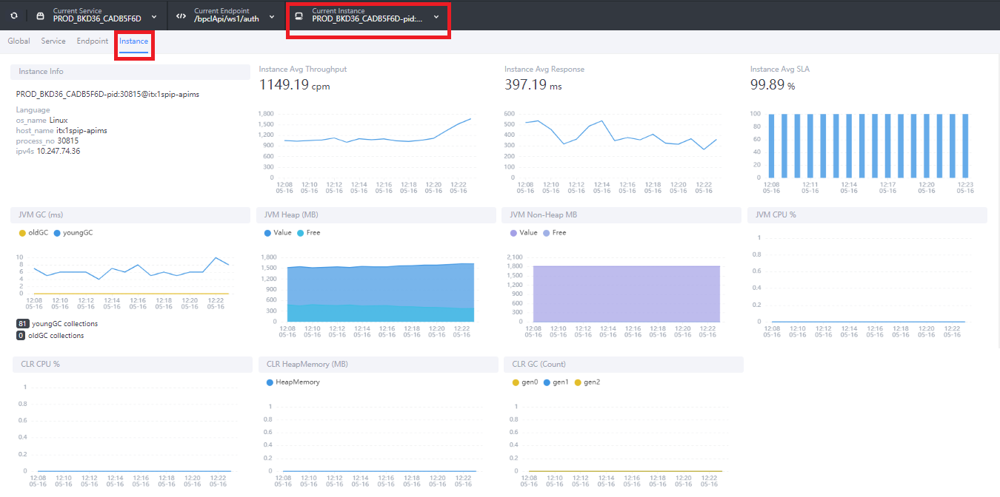 Current Service
PROD_BKD36_CADB5F6D
Current Endpoint
/bpclApi/ws1/auth
Current Instance
PROD_BKD36_CADB5F6D-pid:...
Global Service Endpoint Instance
Instance Info
PROD_BKD36_CADB5F6D-pid:30815@itx1spip-apims
Language
os_name Linux
host_name itx1spip-apims
process_no 30815
ipv4s 10.247.74.36
Instance Avg Throughput
1149.19 cpm
1,800
1,500
1,200
900
600
300
0
12:08 12:10 12:12 12:14 12:16 12:18 12:20 12:22
05-16 05-16 05-16 05-16 05-16 05-16 05-16 05-16
Instance Avg Response
397.19 ms
600
500
400
300
200
100
0
12:08 12:10 12:12 12:14 12:16 12:18 12:20 12:22
05-16 05-16 05-16 05-16 05-16 05-16 05-16 05-16
Instance Avg SLA
99.89 %
100
80
60
40
20
0
12:08 12:11 12:14 12:17 12:20 12:23
05-16 05-16 05-16 05-16 05-16 05-16
JVM GC (ms)
oldGC youngGC
10
8
6
4
2
0
12:08 12:10 12:12 12:14 12:16 12:18 12:20 12:22
05-16 05-16 05-16 05-16 05-16 05-16 05-16 05-16
81 youngGC collections
0 oldGC collections
JVM Heap (MB)
Value Free
1,800
1,500
1,200
900
600
300
0
12:08 12:10 12:12 12:14 12:16 12:18 12:20 12:22
05-16 05-16 05-16 05-16 05-16 05-16 05-16 05-16
JVM Non-Heap MB
Value Free
2,100
1,800
1,500
1,200
900
600
300
0
12:08 12:10 12:12 12:14 12:16 12:18 12:20 12:22
05-16 05-16 05-16 05-16 05-16 05-16 05-16 05-16
JVM CPU %
1
0.8
0.6
0.4
0.2
0
12:08 12:10 12:12 12:14 12:16 12:18 12:20 12:22
05-16 05-16 05-16 05-16 05-16 05-16 05-16 05-16
CLR CPU %
1
0.8
0.6
0.4
0.2
0
12:08 12:10 12:12 12:14 12:16 12:18 12:20 12:22
05-16 05-16 05-16 05-16 05-16 05-16 05-16 05-16
CLR HeapMemory (MB)
HeapMemory
1
0.8
0.6
0.4
0.2
0
12:08 12:10 12:12 12:14 12:16 12:18 12:20 12:22
05-16 05-16 05-16 05-16 05-16 05-16 05-16 05-16
CLR GC (Count)
gen0 gen1 gen2
1
0.8
0.6
0.4
0.2
0
12:08 12:10 12:12 12:14 12:16 12:18 12:20 12:22
05-16 05-16 05-16 05-16 05-16 05-16 05-16 05-16